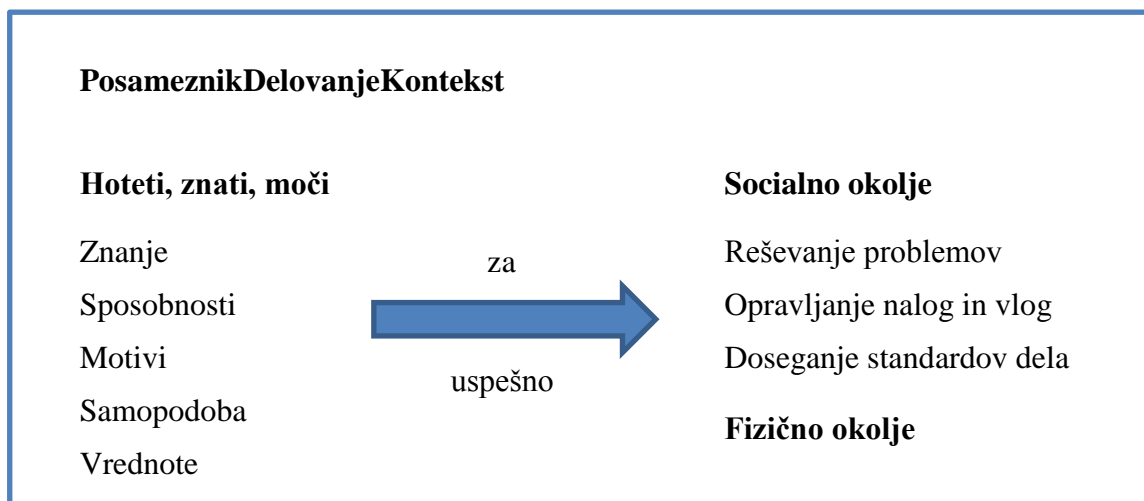 PosameznikDelovanjeKontekst
Hoteti, znati, moči
Znanje
Sposobnosti
Motivi
Samopodoba
Vrednote
za
uspešno
Socialno okolje
Reševanje problemov
Opravljanje nalog in vlog
Doseganje standardov dela
Fizično okolje